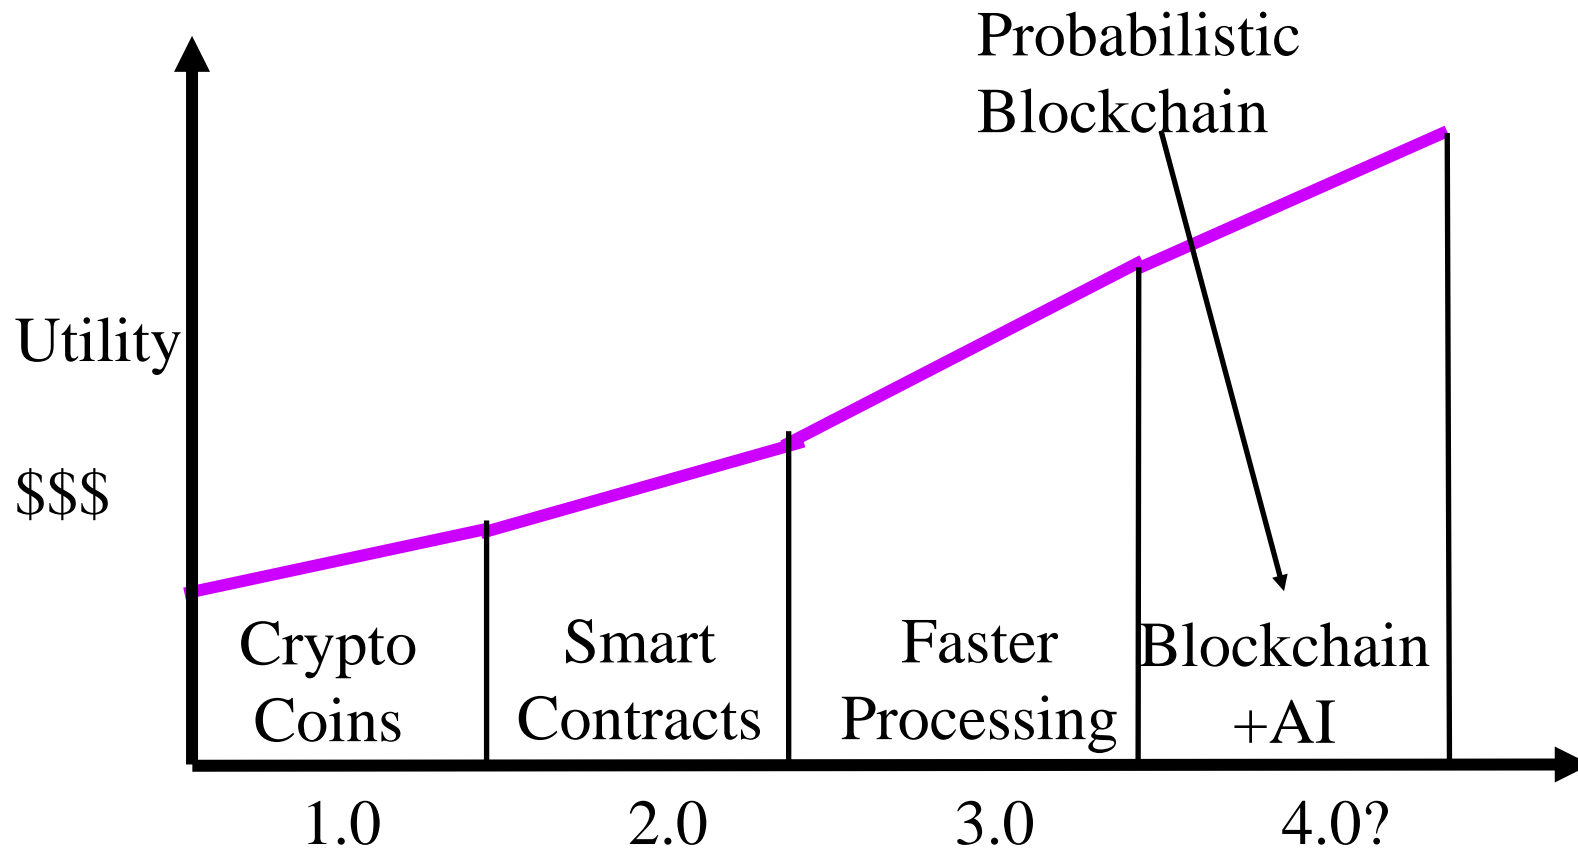 Probabilistic
Blockchain
Utility
$$$
Crypto
Coins
Smart
Contracts
Faster
Processing
Blockchain
+AI
1.0
2.0
3.0
4.0?